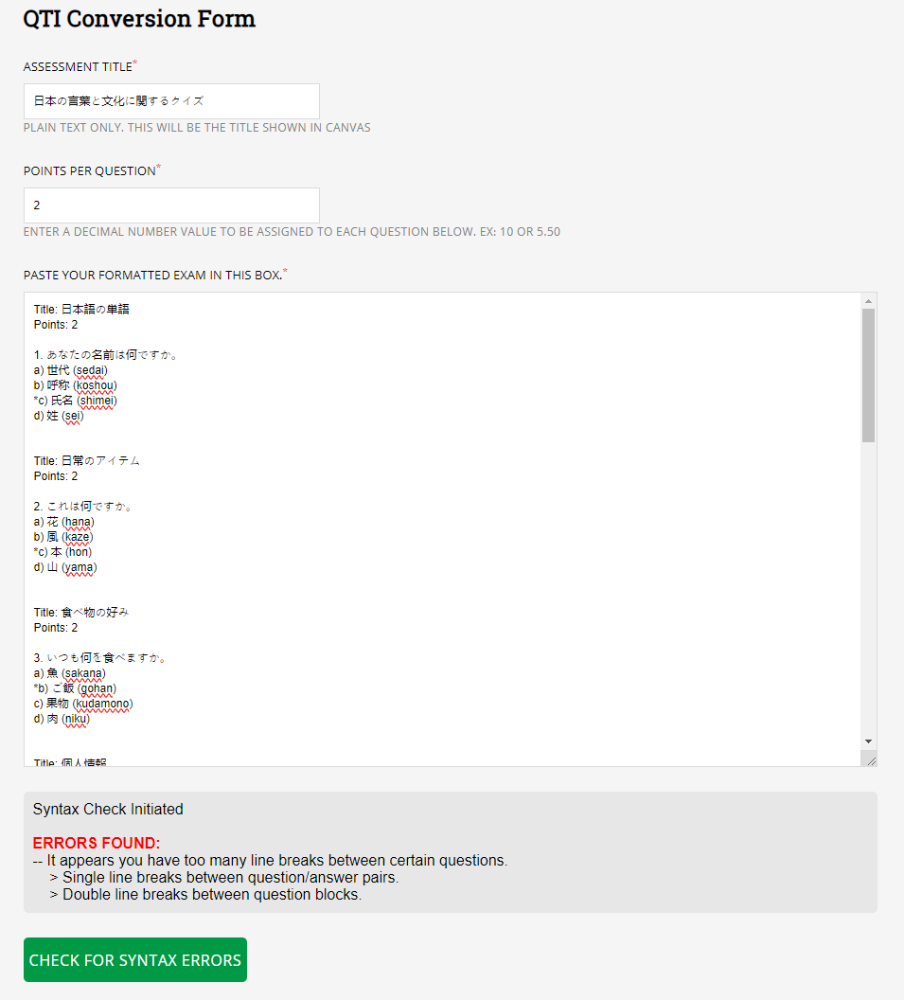 QTI Conversion Form
ASSESSMENT TITLE*
日本の言葉と文化に関するクイズ
PLAIN TEXT ONLY. THIS WILL BE THE TITLE SHOWN IN CANVAS
POINTS PER QUESTION*
2
ENTER A DECIMAL NUMBER VALUE TO BE ASSIGNED TO EACH QUESTION BELOW. EX: 10 OR 5.50
PASTE YOUR FORMATTED EXAM IN THIS BOX.*
Title: 日本語の単語
Points: 2
1. あなたの名前は何ですか。
a) 世代 (sedai)
b) 呼称 (koshou)
*c) 氏名 (shimei)
d) 姓 (sei)
Title: 日常のアイテム
Points: 2
2. これは何ですか。
a) 花 (hana)
b) 風 (kaze)
*c) 本 (hon)
d) 山 (yama)
Title: 食べ物の好み
Points: 2
3. いつも何を食べますか。
a) 魚 (sakana)
*b) ご飯 (gohan)
c) 果物 (kudamono)
d) 肉 (niku)
Title: 個人情報
Syntax Check Initiated
ERRORS FOUND:
-- It appears you have too many line breaks between certain questions.
> Single line breaks between question/answer pairs.
> Double line breaks between question blocks.
CHECK FOR SYNTAX ERRORS